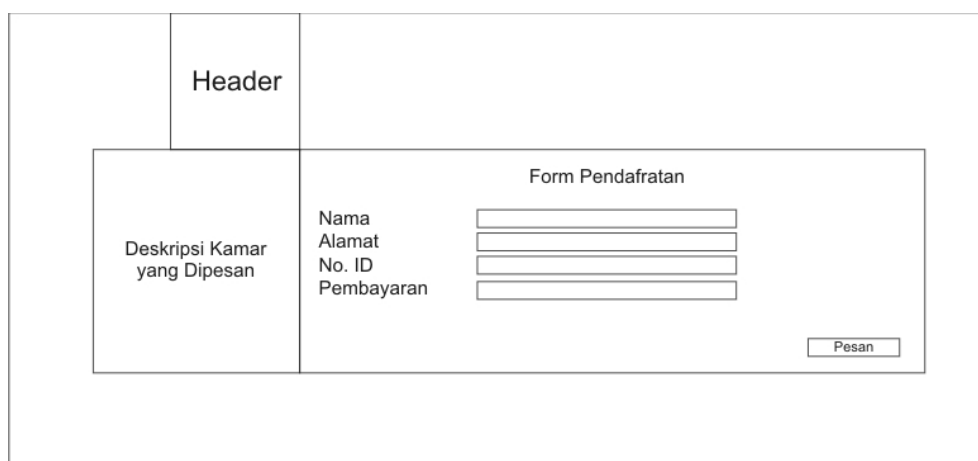 Header
Deskripsi Kamar
yang Dipesan
Form Pendafratan
Nama
Alamat
No. ID
Pembayaran
Pesan